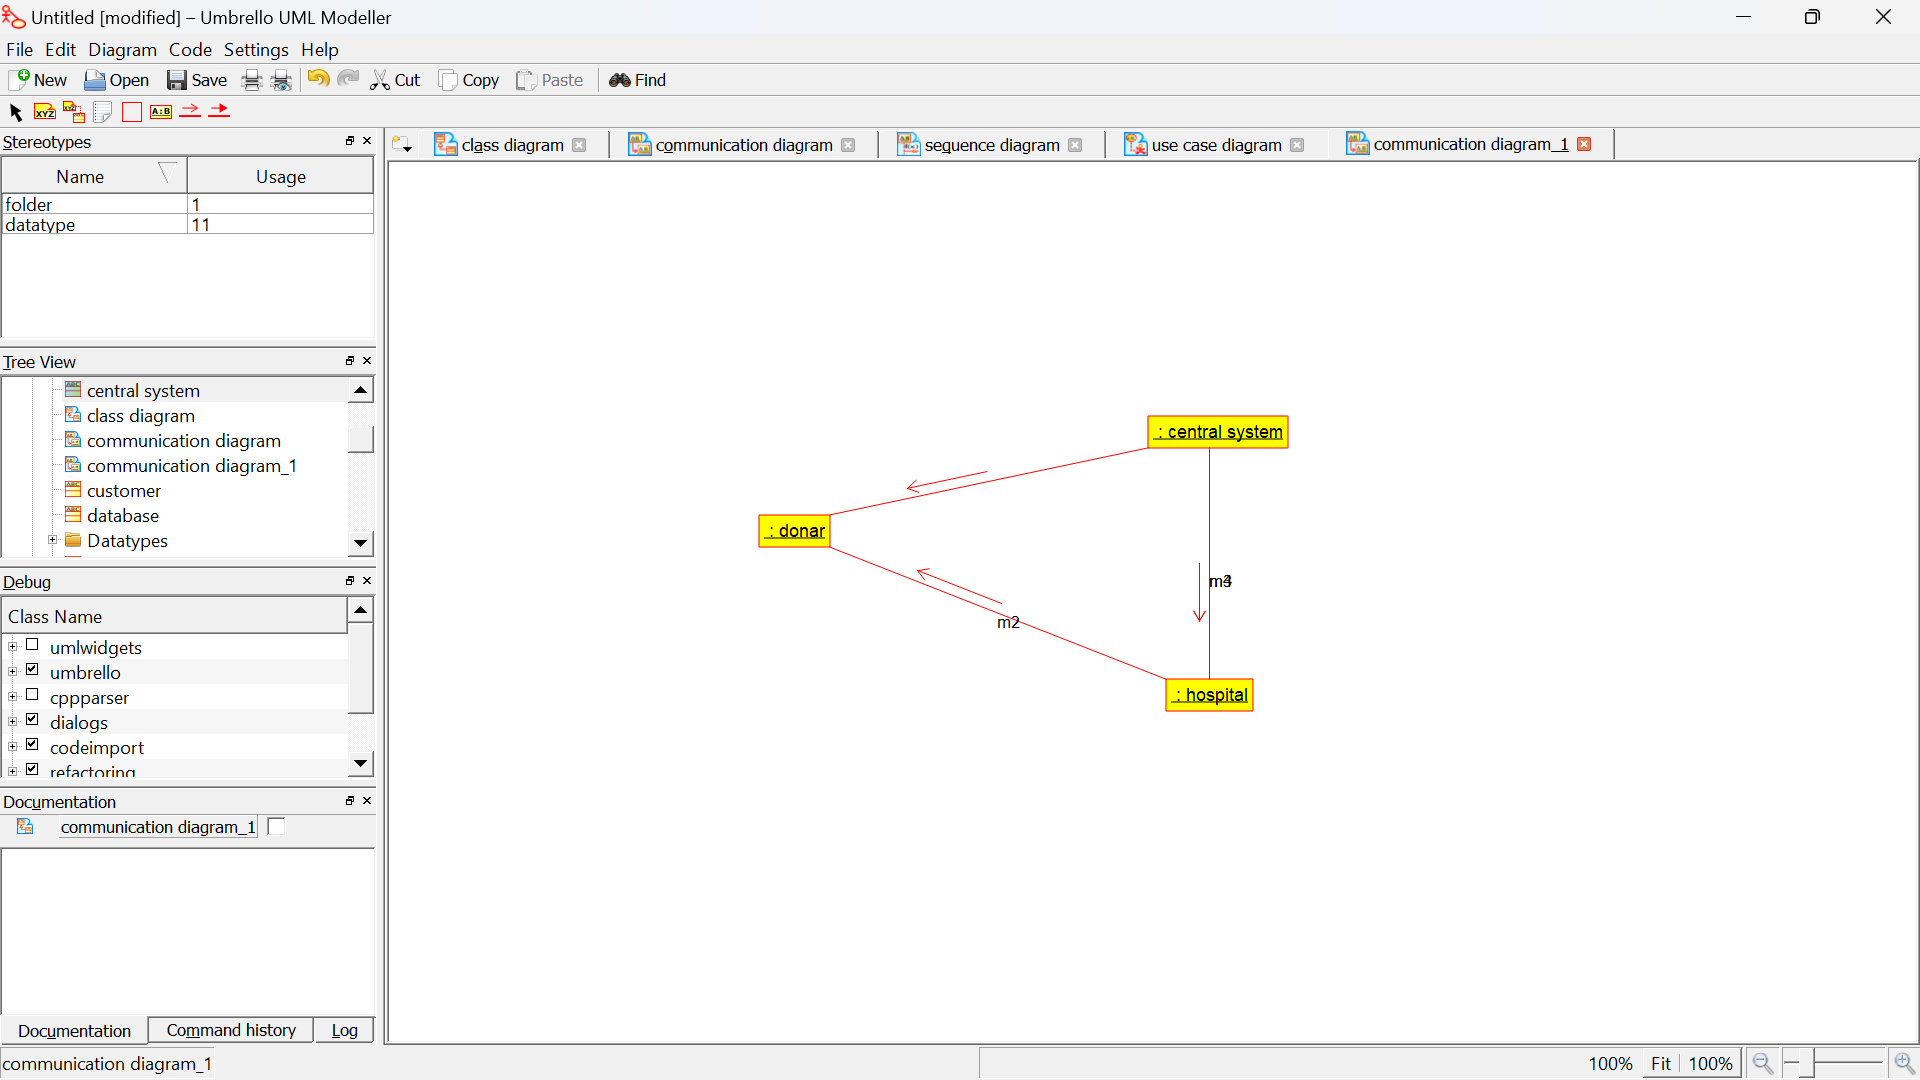 Untitled [modified] – Umbrello UML Modeller
File Edit Diagram Code Settings Help
New Open Save Cut Copy Paste Find
XYZ XYZ A:B
Stereotypes
Name Usage
folder 1
datatype 11
Tree View
central system
class diagram
communication diagram
communication diagram_1
customer
database
Datatypes
Debug
Class Name
umlwidgets
umbrello
cppparser
dialogs
codeimport
refactoring
Documentation
communication diagram_1
Documentation Command history Log
class diagram communication diagram sequence diagram use case diagram communication diagram_1
: central system
: donar
m2
: hospital
communication diagram_1
100% Fit 100%